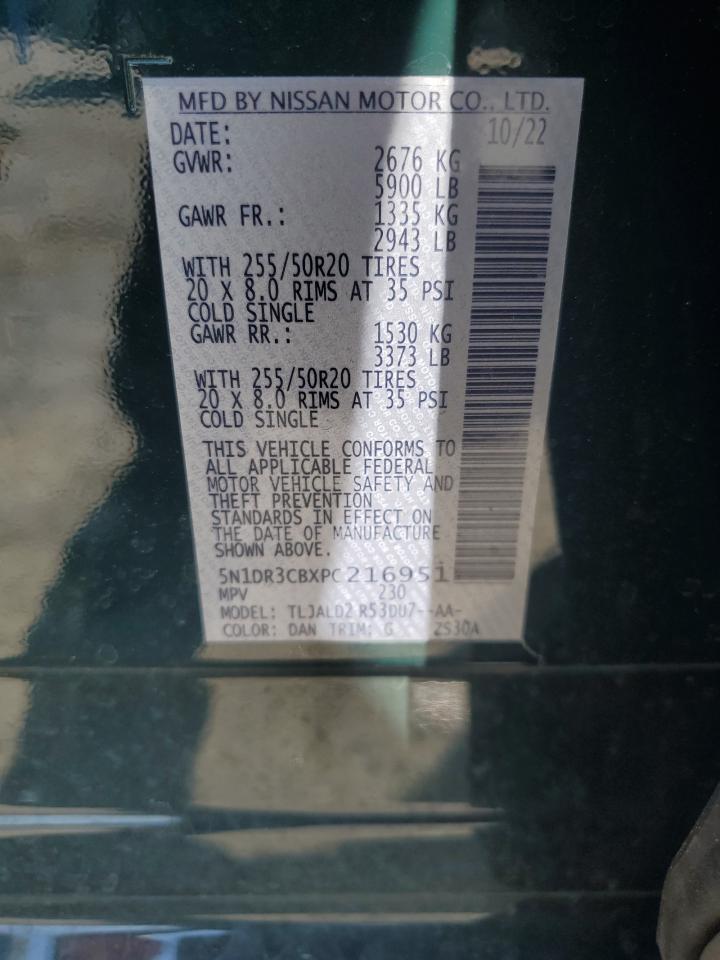 MFD BY NISSAN MOTOR CO., LTD.
DATE: 10/22
GVWR: 2676 KG
5900 LB
GAWR FR.: 1335 KG
2943 LB
WITH 255/50R20 TIRES
20 X 8.0 RIMS AT 35 PSI
COLD SINGLE
GAWR RR.: 1530 KG
3373 LB
WITH 255/50R20 TIRES
20 X 8.0 RIMS AT 35 PSI
COLD SINGLE
THIS VEHICLE CONFORMS TO
ALL APPLICABLE FEDERAL
MOTOR VEHICLE SAFETY AND
THEFT PREVENTION
STANDARDS IN EFFECT ON
THE DATE OF MANUFACTURE
SHOWN ABOVE.
5N1DR3CBXPC216951
MPV 230
MODEL: TLJALD2 R53DU7--AA-
COLOR: DAN TRIM: G ZS30A